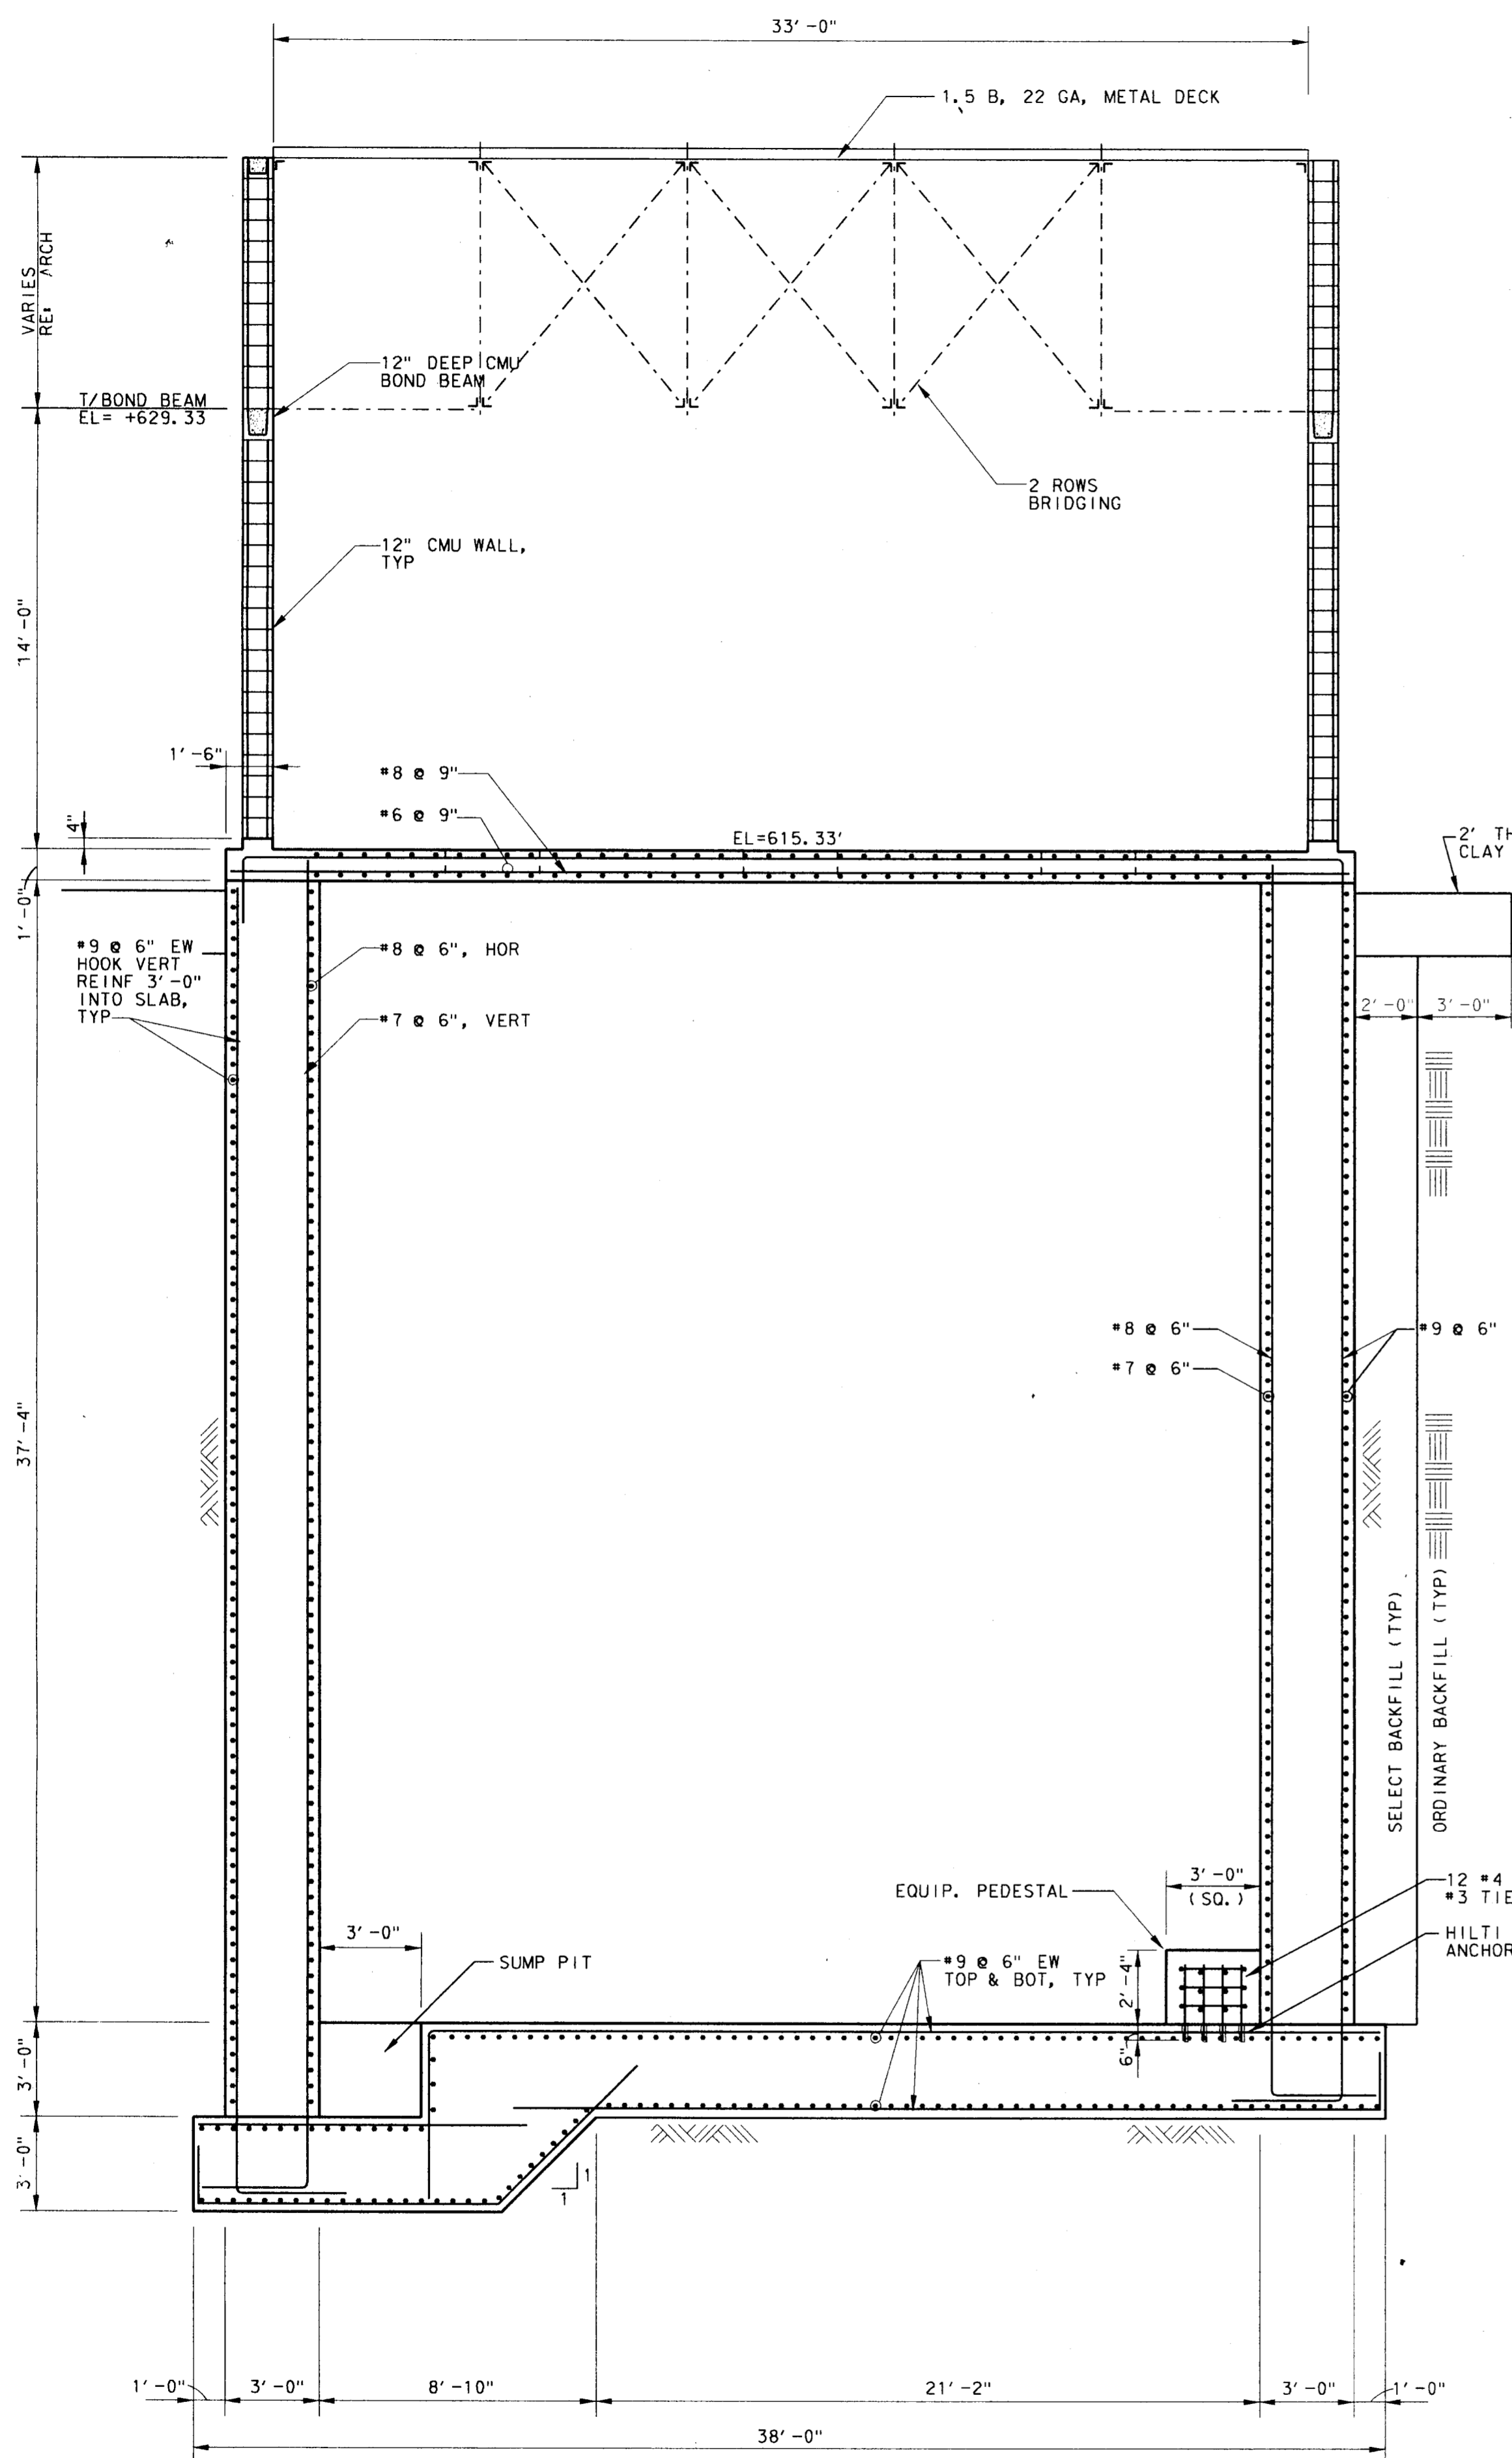 33'-0"
1.5 B, 22 GA, METAL DECK
VARIES
RE: ARCH
12" DEEP CMU
BOND BEAM
T/BOND BEAM
EL= +629.33
2 ROWS
BRIDGING
12" CMU WALL,
TYP
14'-0"
1'-6"
#8 @ 9"
#6 @ 9"
4"
EL=615.33'
2' TH
CLAY
1'-0"
#9 @ 6" EW
HOOK VERT
REINF 3'-0"
INTO SLAB,
TYP
#8 @ 6", HOR
#7 @ 6", VERT
2'-0"
3'-0"
#8 @ 6"
#7 @ 6"
#9 @ 6"
37'-4"
SELECT BACKFILL (TYP)
ORDINARY BACKFILL (TYP)
EQUIP. PEDESTAL
3'-0"
(SQ.)
12 #4
#3 TIE
HILTI
ANCHOR
3'-0"
SUMP PIT
#9 @ 6" EW
TOP & BOT, TYP
2'-4"
6"
3'-0"
3'-0"
1
1
1'-0"
3'-0"
8'-10"
21'-2"
3'-0"
1'-0"
38'-0"